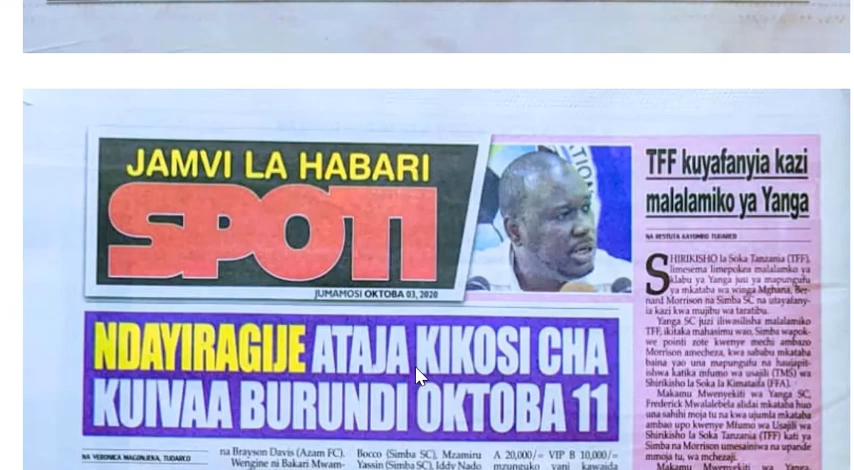 JAMVI LA HABARI
SPOTI
JUMAMOSI OKTOBA 03, 2020
NDAYIRAGIJE ATAJA KIKOSI CHA
KUIVAA BURUNDI OKTOBA 11
NA VERONICA MAGONJEKA, TUDARCO
na Brayson Davis (Azam FC).
Wengine ni Bakari Mwam-
Bocco (Simba SC), Mzamiru
Yassin (Simba SC), Iddy Nado
A 20,000/= VIP B 10,000/=
mzunguko yani kawaida
TFF kuyafanyia kazi
malalamiko ya Yanga
NA RESTUTA KAYOMBO TUDARCO
SHIRIKISHO la Soka Tanzania (TFF),
limesema limepokea malalamiko ya
klabu ya Yanga juu ya mapungufu
ya mkataba wa winga Mghana, Ber-
nard Morrison na Simba SC na utayafany-
ia kazi kwa mujibu wa taratibu.
Yanga SC juzi iliwasilisha malalamiko
TFF, ikitaka mahasimu wao, Simba wapok-
we pointi zote kwenye mechi ambazo
Morrison amecheza, kwa sababu mkataba
baina yao una mapungufu na haujapit-
ishwa katika mfumo wa usajili (TMS) wa
Shirikisho la Soka la Kimataifa (FFA).
Makamu Mwenyekiti wa Yanga SC,
Frederick Mwalalebela alidai mkataba huo
una sahihi moja tu na kwa ujumla mkataba
ambao upo kwenye Mfumo wa Usajili wa
Shirikisho la Soka Tanzania (TFF) kati ya
Simba na Morrison umesainiwa na upande
mmoja tu, wa mchezaji.